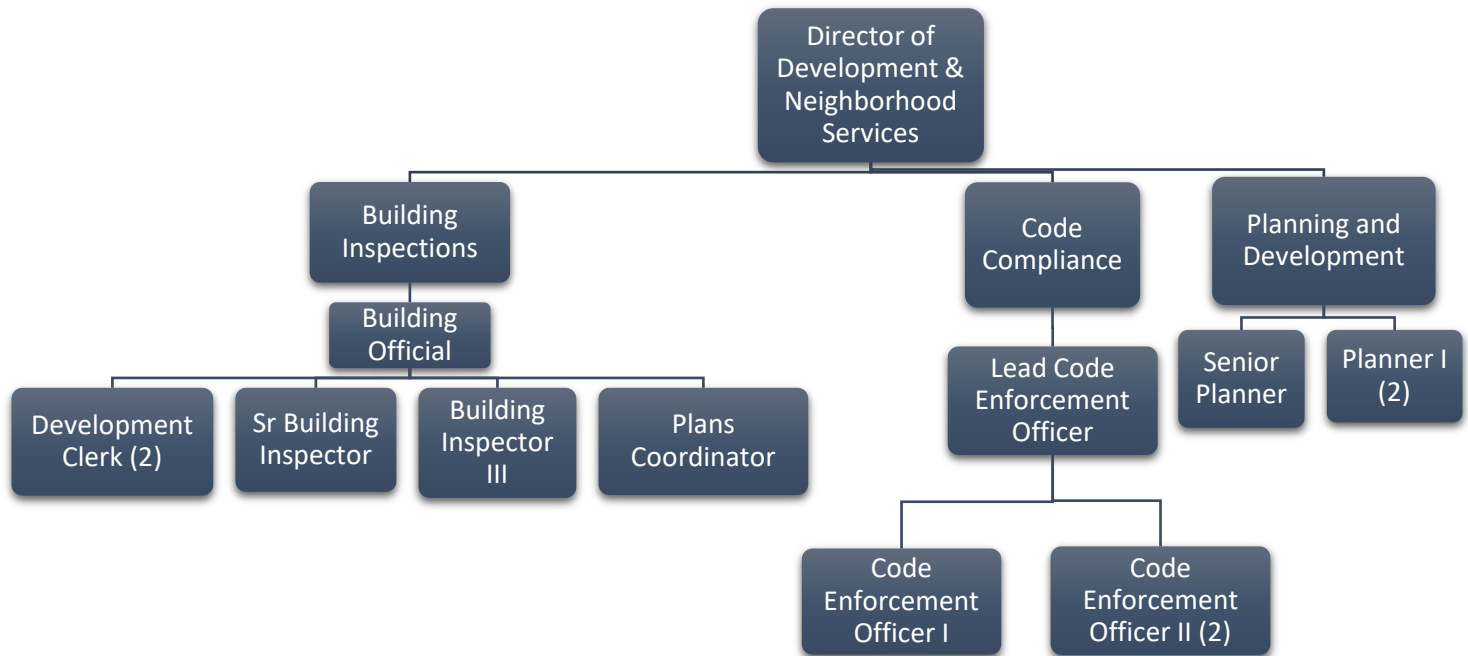 Director of
Development &
Neighborhood
Services
Building
Inspections
Code
Compliance
Planning and
Development
Building
Official
Lead Code
Enforcement
Officer
Senior
Planner
Planner I
(2)
Development
Clerk (2)
Sr Building
Inspector
Building
Inspector
III
Plans
Coordinator
Code
Enforcement
Officer I
Code
Enforcement
Officer II (2)